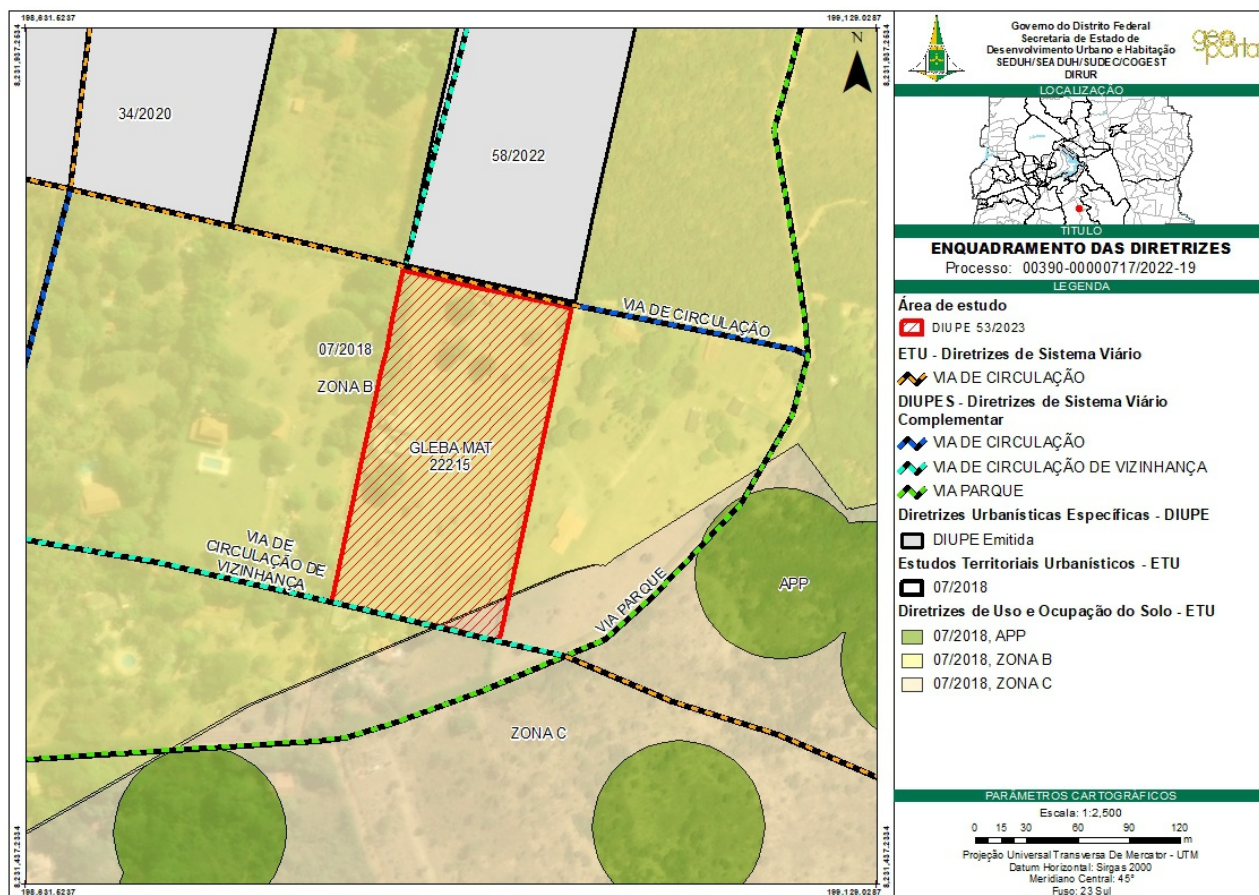 198,631.5237
199,129.0287
8,231,937.2534
8,231,937.2534
N
34/2020
58/2022
VIA DE CIRCULAÇÃO
07/2018
ZONA B
GLEBA MAT
22215
VIA DE
CIRCULAÇÃO DE
VIZINHANÇA
VIA PARQUE
APP
ZONA C
8,231,437.2334
8,231,437.2334
198,631.5237
199,129.0287
Governo do Distrito Federal
Secretaria de Estado de
Desenvolvimento Urbano e Habitação
SEDUH/SEADUH/SUDEC/COGEST
DIRUR
geo
portal
LOCALIZAÇÃO
TÍTULO
ENQUADRAMENTO DAS DIRETRIZES
Processo: 00390-00000717/2022-19
LEGENDA
Área de estudo
DIUPE 53/2023
ETU - Diretrizes de Sistema Viário
VIA DE CIRCULAÇÃO
DIUPES - Diretrizes de Sistema Viário
Complementar
VIA DE CIRCULAÇÃO
VIA DE CIRCULAÇÃO DE VIZINHANÇA
VIA PARQUE
Diretrizes Urbanísticas Específicas - DIUPE
DIUPE Emitida
Estudos Territoriais Urbanísticos - ETU
07/2018
Diretrizes de Uso e Ocupação do Solo - ETU
07/2018, APP
07/2018, ZONA B
07/2018, ZONA C
PARÂMETROS CARTOGRÁFICOS
Escala: 1:2,500
0 15 30 60 90 120
m
Projeção Universal Transversa De Mercator - UTM
Datum Horizontal: Sirgas 2000
Meridiano Central: 45°
Fuso: 23 Sul